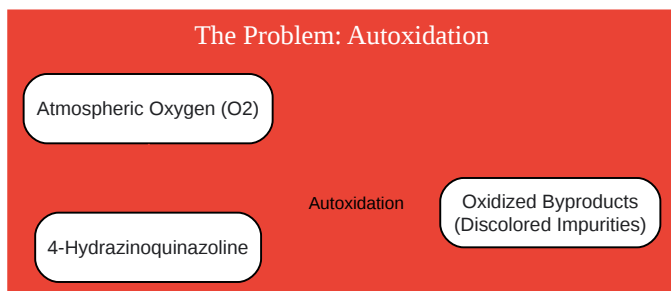 The Problem: Autoxidation
Atmospheric Oxygen (O2)
4-Hydrazinoquinazoline
Autoxidation
Oxidized Byproducts
(Discolored Impurities)